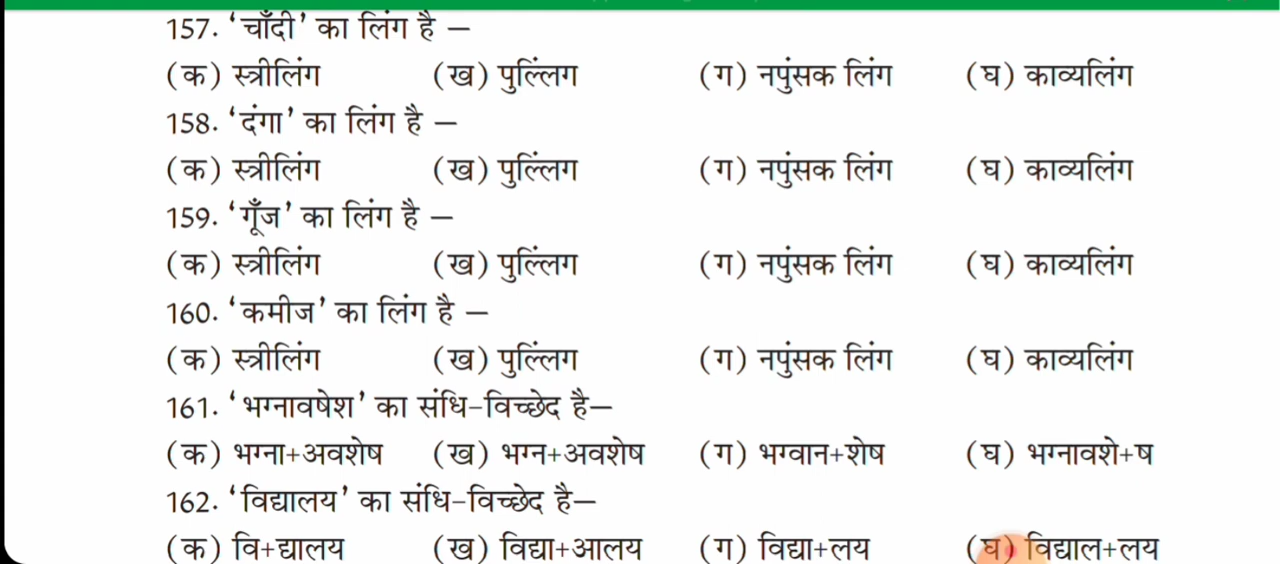 157. ‘चाँदी’ का लिंग है –
(क) स्त्रीलिंग (ख) पुल्लिंग (ग) नपुंसक लिंग (घ) काव्यलिंग
158. ‘दंगा’ का लिंग है –
(क) स्त्रीलिंग (ख) पुल्लिंग (ग) नपुंसक लिंग (घ) काव्यलिंग
159. ‘गूँज’ का लिंग है –
(क) स्त्रीलिंग (ख) पुल्लिंग (ग) नपुंसक लिंग (घ) काव्यलिंग
160. ‘कमीज’ का लिंग है –
(क) स्त्रीलिंग (ख) पुल्लिंग (ग) नपुंसक लिंग (घ) काव्यलिंग
161. ‘भग्नावषेश’ का संधि-विच्छेद है–
(क) भग्ना+अवशेष (ख) भग्न+अवशेष (ग) भग्वान+शेष (घ) भग्नावशे+ष
162. ‘विद्यालय’ का संधि-विच्छेद है–
(क) वि+द्यालय (ख) विद्या+आलय (ग) विद्या+लय (घ) विद्याल+लय